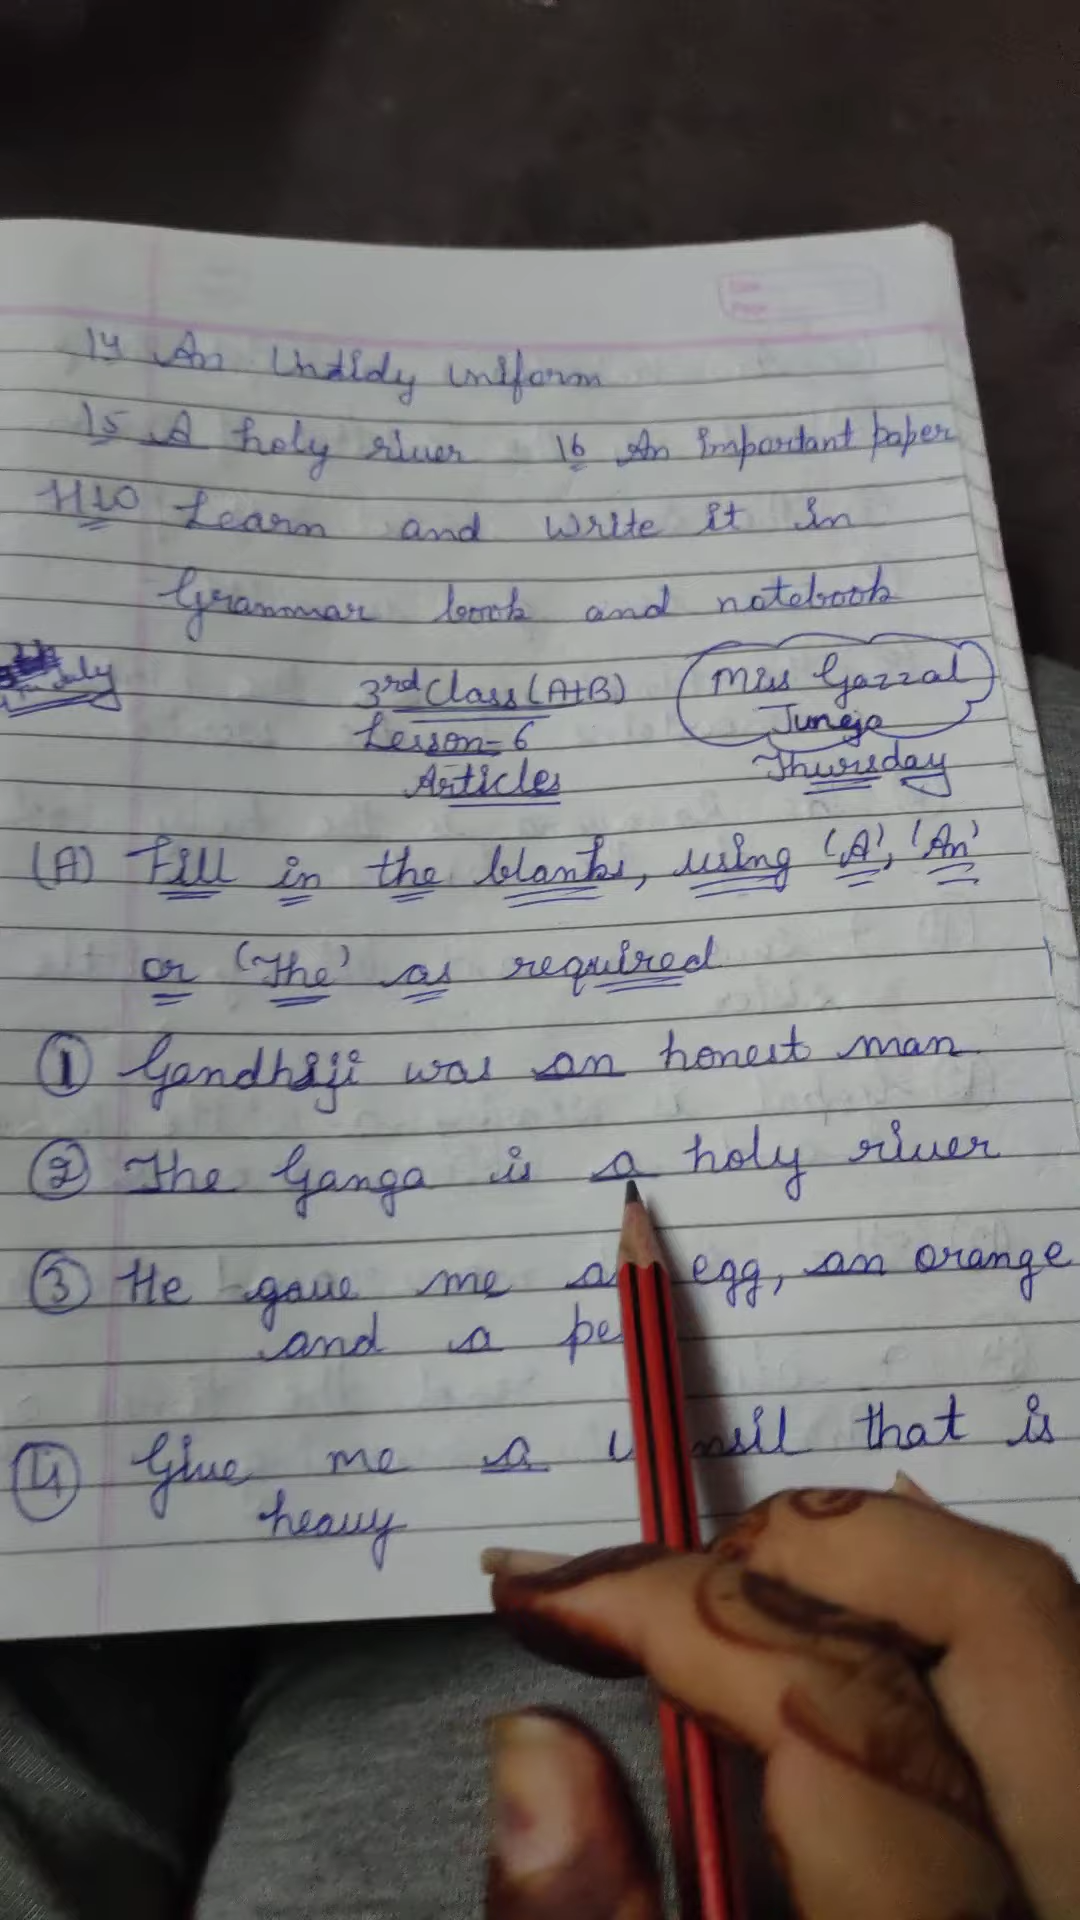 14 An Untidy uniform
15 A holy river 16 An important paper
H.W Learn and write it in
Grammar book and notebook
July
3rd Class (A+B)
Miss Gazzal
Juneja
Lesson-6
Thursday
Articles
(A) Fill in the blanks, using 'A', 'An'
or 'The' as required
1 Gandhiji was an honest man
2 The Ganga is a holy river
3 He gave me egg, an orange
and a
4 Give me a that is
heavy